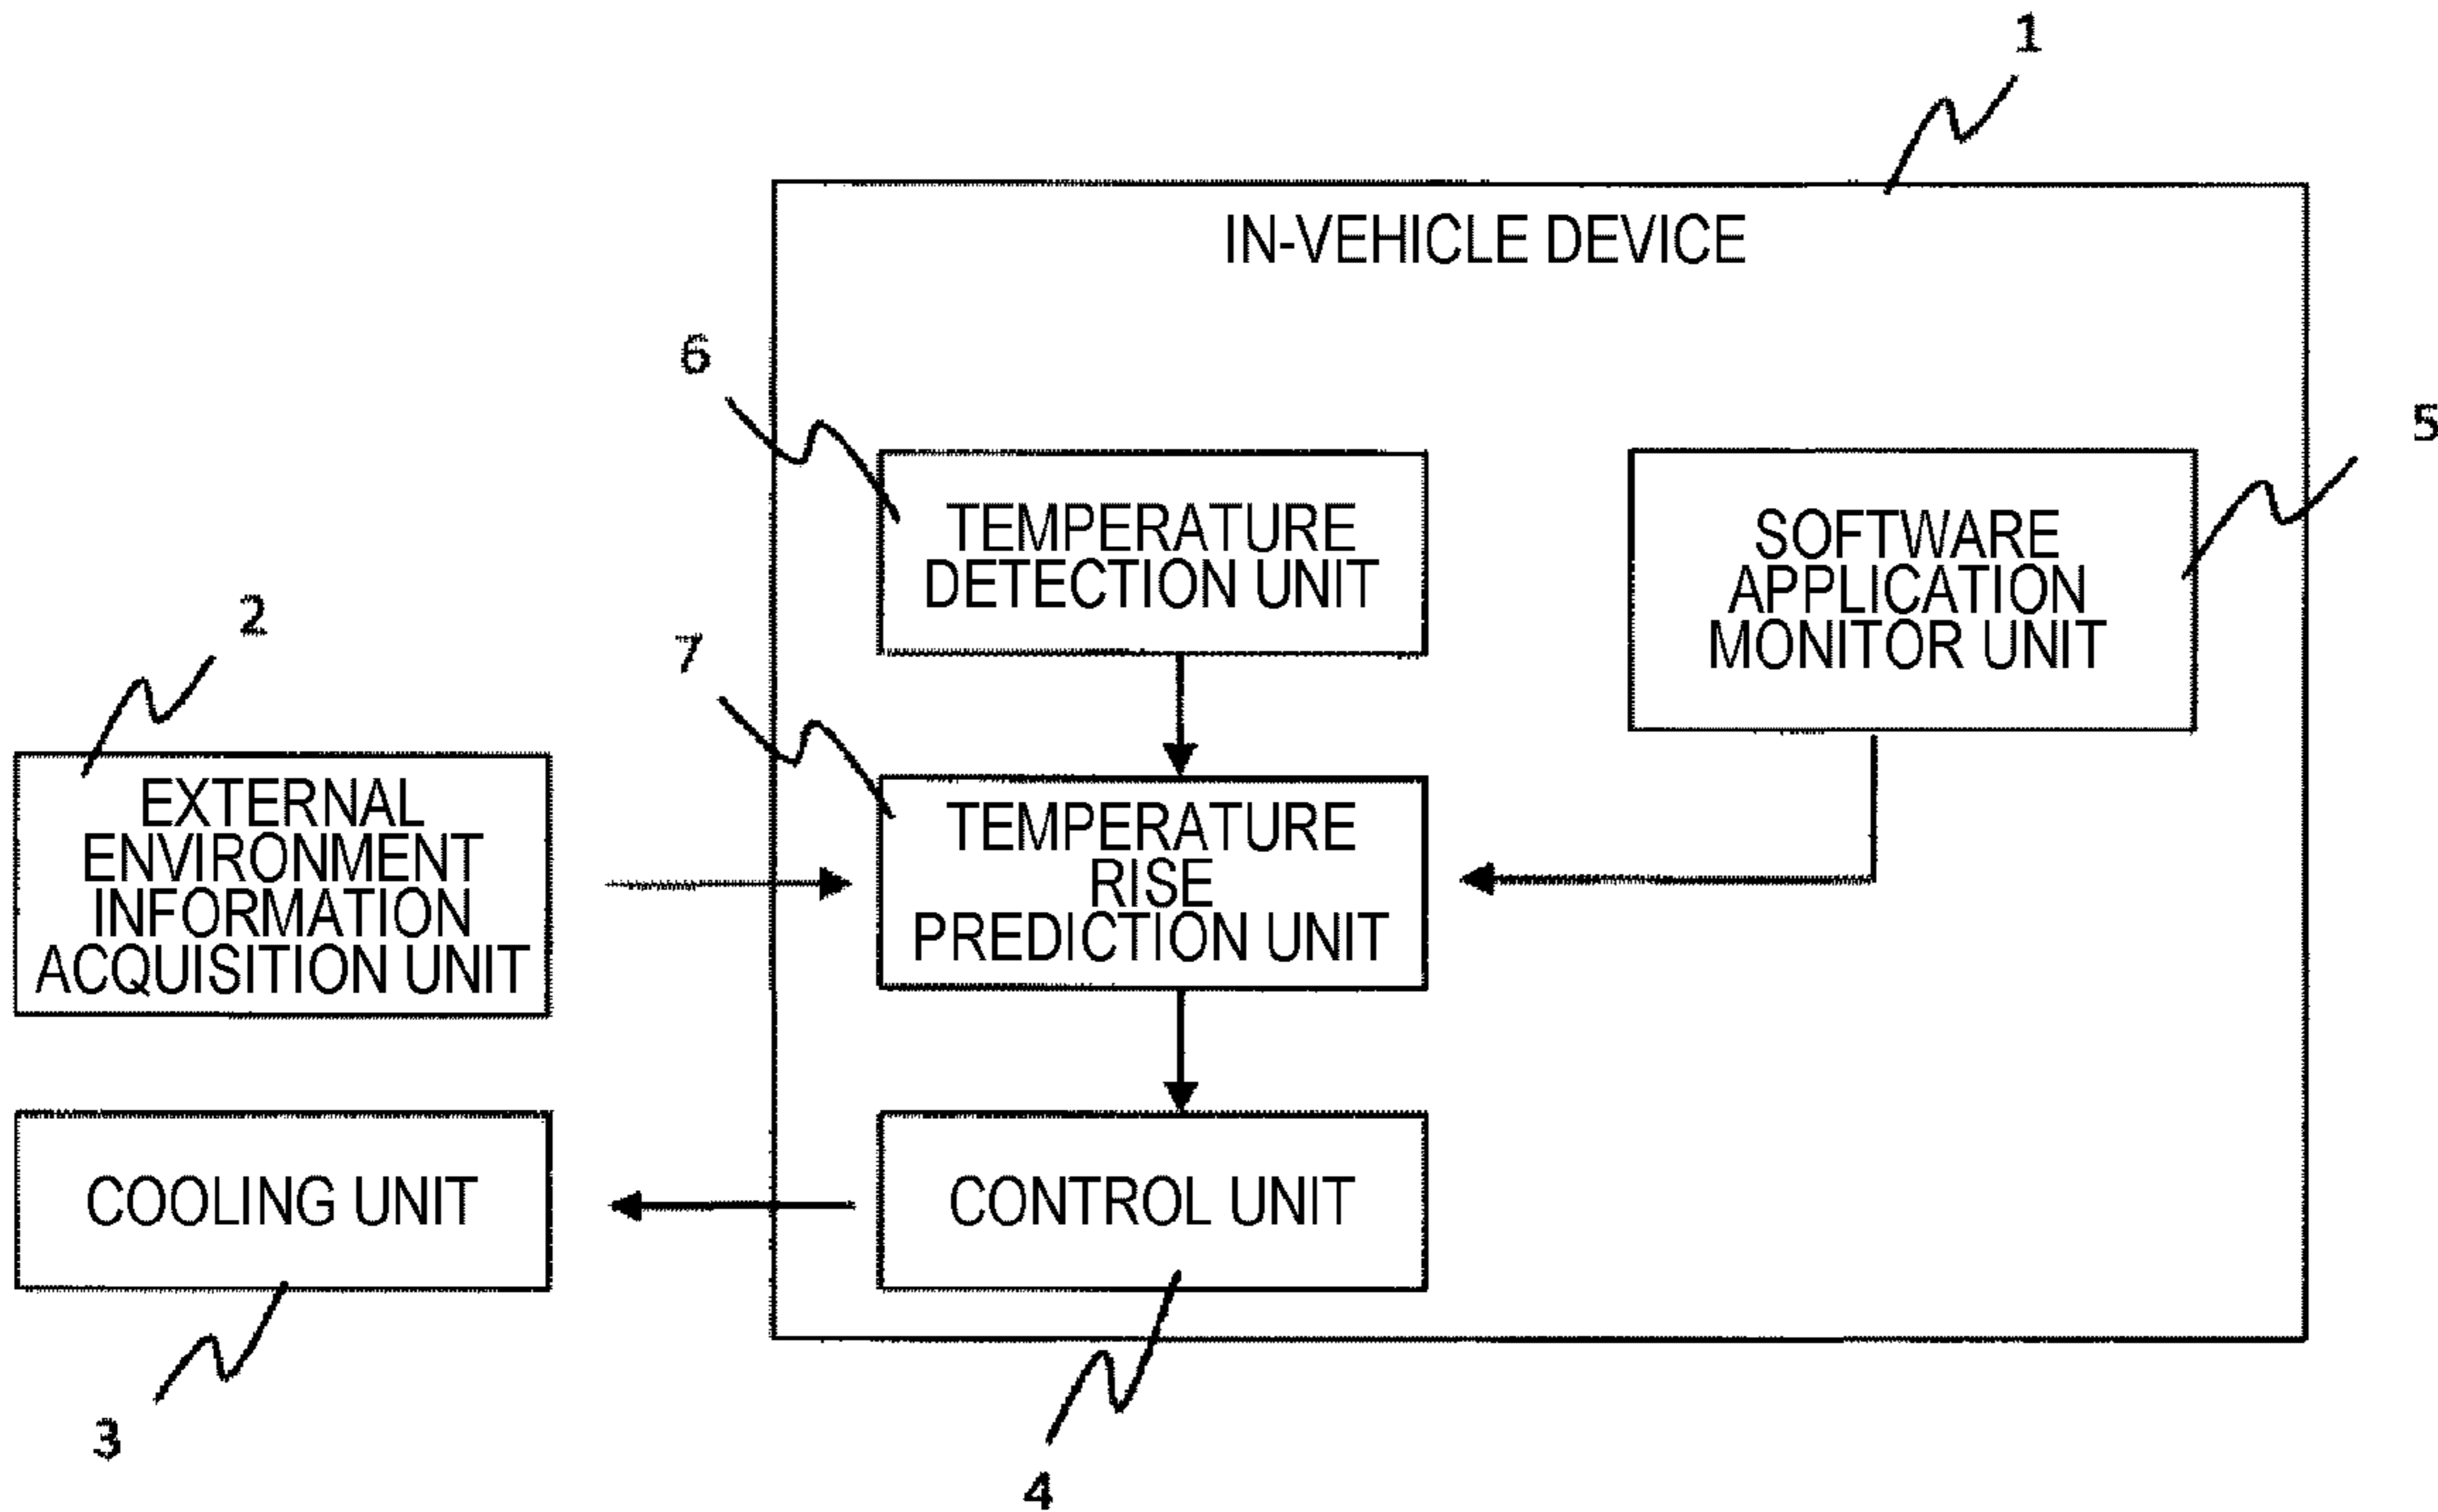 1
IN-VEHICLE DEVICE
6
5
TEMPERATURE
DETECTION UNIT
SOFTWARE
APPLICATION
MONITOR UNIT
2
7
EXTERNAL
ENVIRONMENT
INFORMATION
ACQUISITION UNIT
TEMPERATURE
RISE
PREDICTION UNIT
COOLING UNIT
CONTROL UNIT
3
4